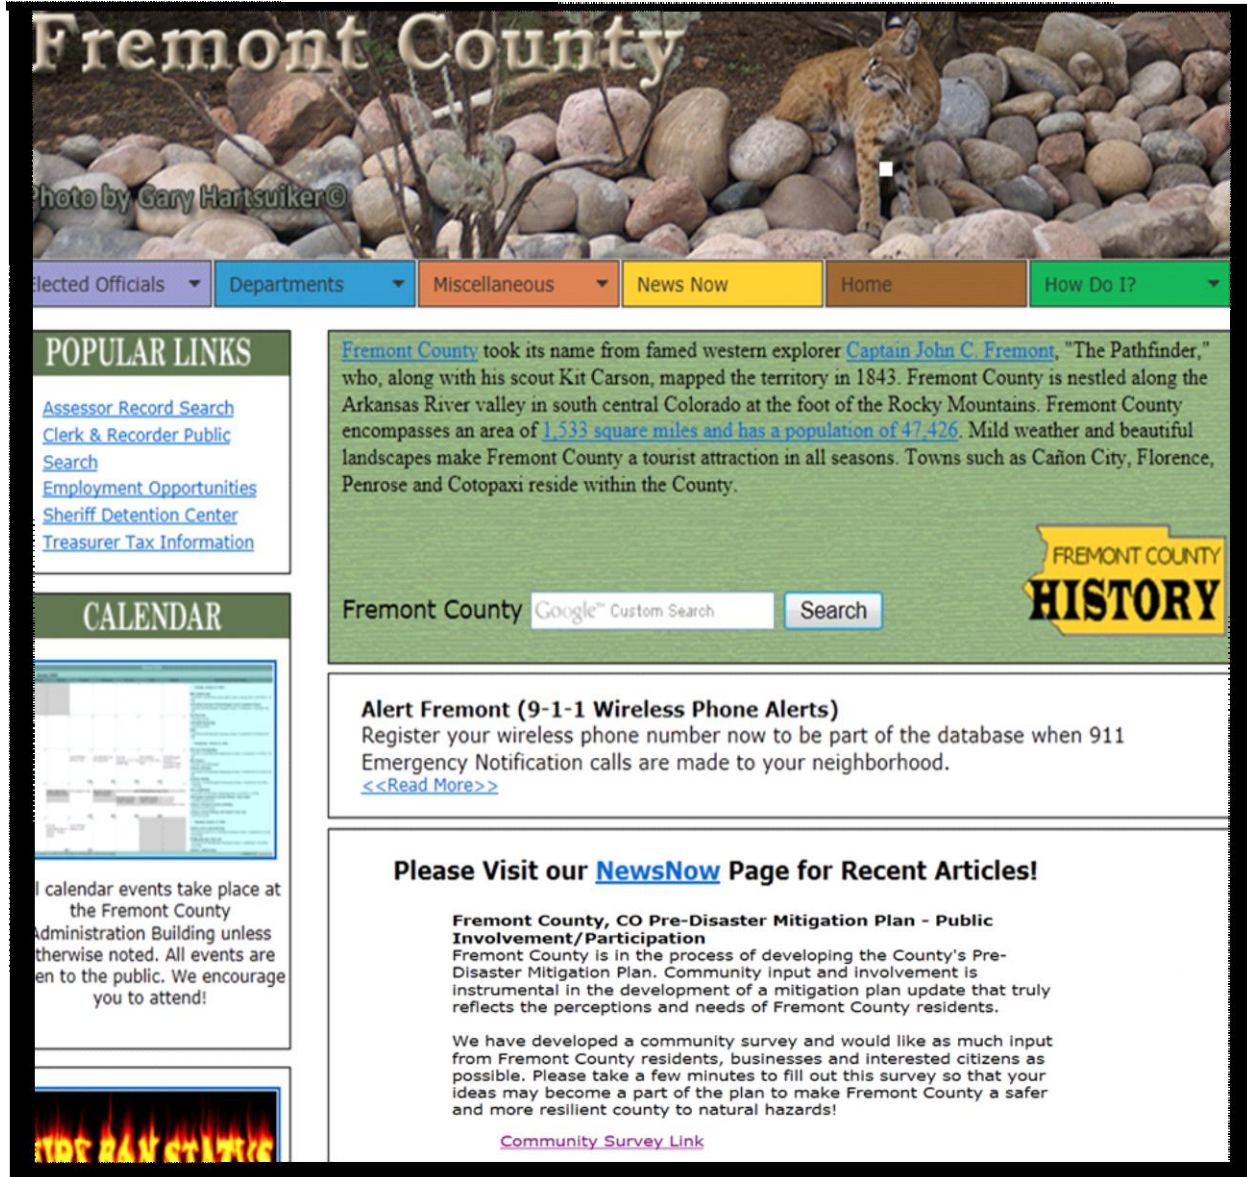 Fremont County
Photo by Gary Hartsuiker©
Elected Officials
Departments
Miscellaneous
News Now
Home
How Do I?
POPULAR LINKS
Assessor Record Search
Clerk & Recorder Public
Search
Employment Opportunities
Sheriff Detention Center
Treasurer Tax Information
CALENDAR
l calendar events take place at
the Fremont County
Administration Building unless
therwise noted. All events are
en to the public. We encourage
you to attend!
FIRE BAN STATUS
Fremont County took its name from famed western explorer Captain John C. Fremont, "The Pathfinder,"
who, along with his scout Kit Carson, mapped the territory in 1843. Fremont County is nestled along the
Arkansas River valley in south central Colorado at the foot of the Rocky Mountains. Fremont County
encompasses an area of 1,533 square miles and has a population of 47,426. Mild weather and beautiful
landscapes make Fremont County a tourist attraction in all seasons. Towns such as Cañon City, Florence,
Penrose and Cotopaxi reside within the County.
FREMONT COUNTY
HISTORY
Fremont County Google™ Custom Search Search
Alert Fremont (9-1-1 Wireless Phone Alerts)
Register your wireless phone number now to be part of the database when 911
Emergency Notification calls are made to your neighborhood.
<<Read More>>
Please Visit our NewsNow Page for Recent Articles!
Fremont County, CO Pre-Disaster Mitigation Plan - Public
Involvement/Participation
Fremont County is in the process of developing the County's Pre-
Disaster Mitigation Plan. Community input and involvement is
instrumental in the development of a mitigation plan update that truly
reflects the perceptions and needs of Fremont County residents.
We have developed a community survey and would like as much input
from Fremont County residents, businesses and interested citizens as
possible. Please take a few minutes to fill out this survey so that your
ideas may become a part of the plan to make Fremont County a safer
and more resilient county to natural hazards!
Community Survey Link